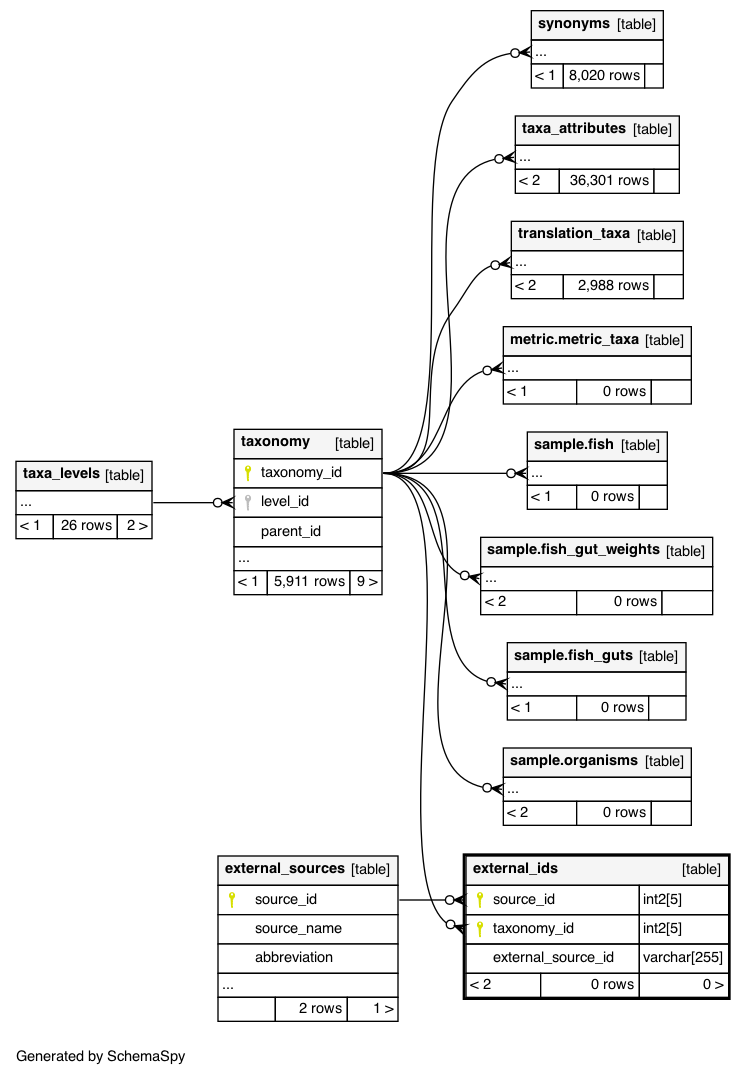 synonyms [table]
...
< 1 8,020 rows
taxa_attributes [table]
...
< 2 36,301 rows
translation_taxa [table]
...
< 2 2,988 rows
metric.metric_taxa [table]
...
< 1 0 rows
taxa_levels [table]
...
< 1 26 rows 2 >
taxonomy [table]
taxonomy_id
level_id
parent_id
...
< 1 5,911 rows 9 >
sample.fish [table]
...
< 1 0 rows
sample.fish_gut_weights [table]
...
< 2 0 rows
sample.fish_guts [table]
...
< 1 0 rows
sample.organisms [table]
...
< 2 0 rows
external_sources [table]
source_id
source_name
abbreviation
...
2 rows 1 >
external_ids [table]
source_id int2[5]
taxonomy_id int2[5]
external_source_id varchar[255]
< 2 0 rows 0 >
Generated by SchemaSpy